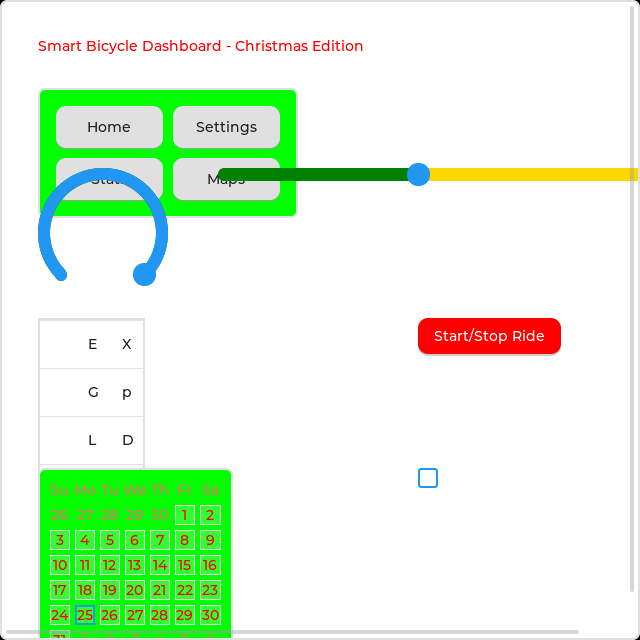 Smart Bicycle Dashboard - Christmas Edition
Home Settings
Maps
E X
Start/Stop Ride
G p
L D
Su Mo Tu We Th Fr Sa
26 27 28 29 30 1 2
3 4 5 6 7 8 9
10 11 12 13 14 15 16
17 18 19 20 21 22 23
24 25 26 27 28 29 30
31